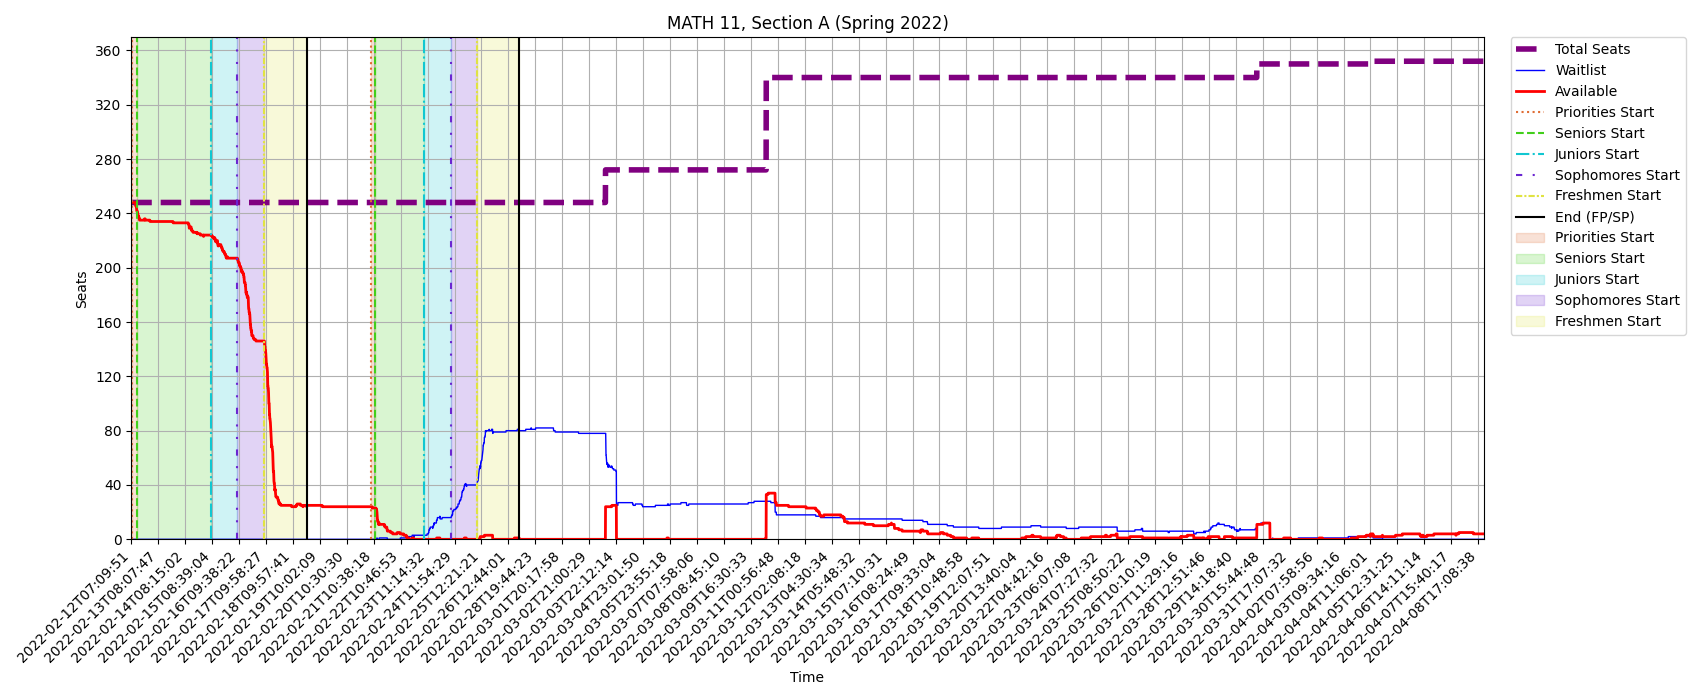 MATH 11, Section A (Spring 2022)
360
320
280
240
200
160
120
80
40
0
Seats
2022-02-12T07:09:51
2022-02-13T08:07:47
2022-02-14T08:15:02
2022-02-15T08:39:04
2022-02-16T09:38:22
2022-02-17T09:58:27
2022-02-18T09:57:41
2022-02-19T10:02:09
2022-02-20T10:30:30
2022-02-21T10:38:18
2022-02-22T10:46:53
2022-02-23T11:14:32
2022-02-24T11:54:29
2022-02-25T12:21:21
2022-02-26T12:44:01
2022-02-28T19:44:23
2022-03-01T20:17:58
2022-03-02T21:00:29
2022-03-03T22:12:14
2022-03-04T23:01:50
2022-03-05T23:55:18
2022-03-07T07:58:06
2022-03-08T08:45:10
2022-03-09T16:30:33
2022-03-11T00:56:48
2022-03-12T02:08:18
2022-03-13T04:30:34
2022-03-14T05:48:32
2022-03-15T07:10:31
2022-03-16T08:24:49
2022-03-17T09:33:04
2022-03-18T10:48:58
2022-03-19T12:07:51
2022-03-20T13:40:04
2022-03-22T04:42:16
2022-03-23T06:07:08
2022-03-24T07:27:32
2022-03-25T08:50:22
2022-03-26T10:10:19
2022-03-27T11:29:16
2022-03-28T12:51:46
2022-03-29T14:18:40
2022-03-30T15:44:48
2022-03-31T17:07:32
2022-04-02T07:58:56
2022-04-03T09:34:16
2022-04-04T11:06:01
2022-04-05T12:31:25
2022-04-06T14:11:14
2022-04-07T15:40:17
2022-04-08T17:08:38
Time
Total Seats
Waitlist
Available
Priorities Start
Seniors Start
Juniors Start
Sophomores Start
Freshmen Start
End (FP/SP)
Priorities Start
Seniors Start
Juniors Start
Sophomores Start
Freshmen Start